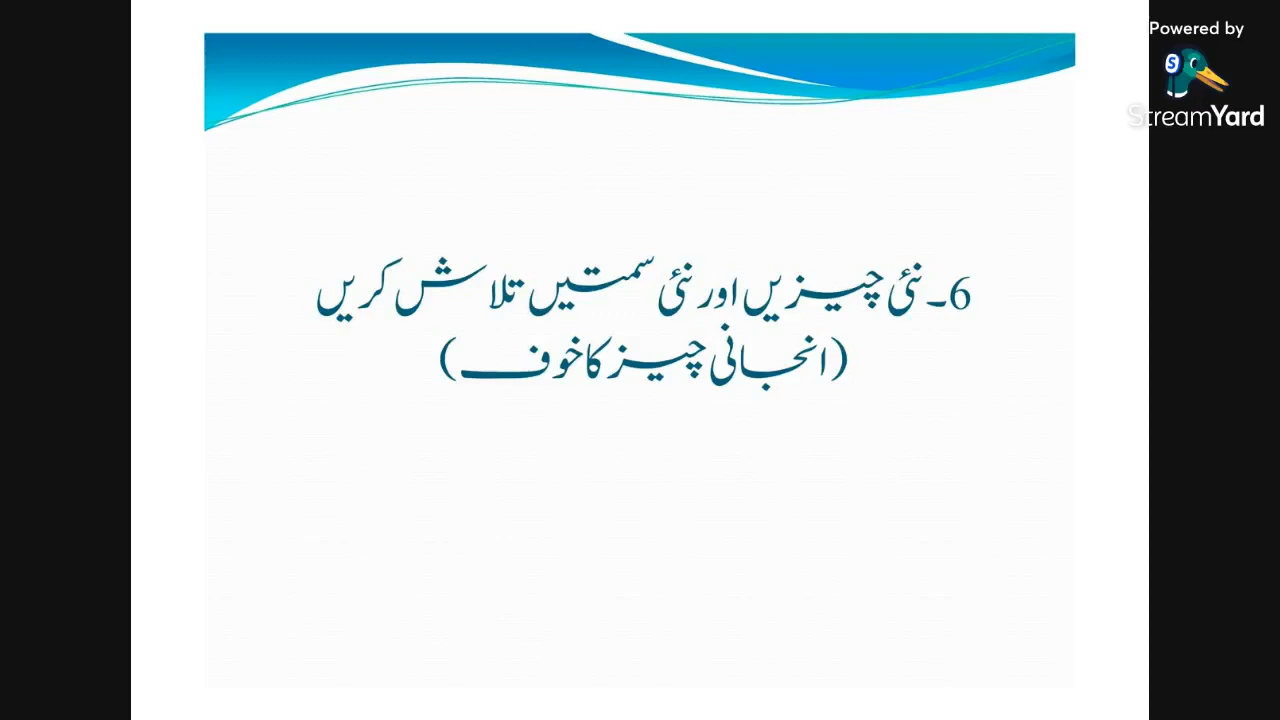 Powered by
S
StreamYard
6۔ نئی چیزیں اور نئی سمتیں تلاش کریں
(انجانی چیز کا خوف)